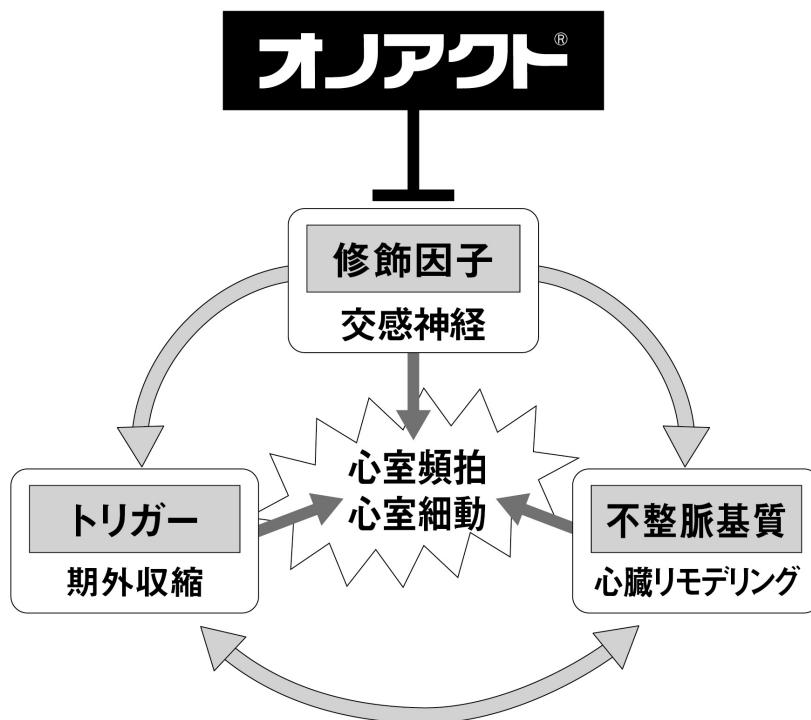 オノアクト®
修飾因子
交感神経
心室頻拍
心室細動
トリガー
期外収縮
不整脈基質
心臓リモデリング